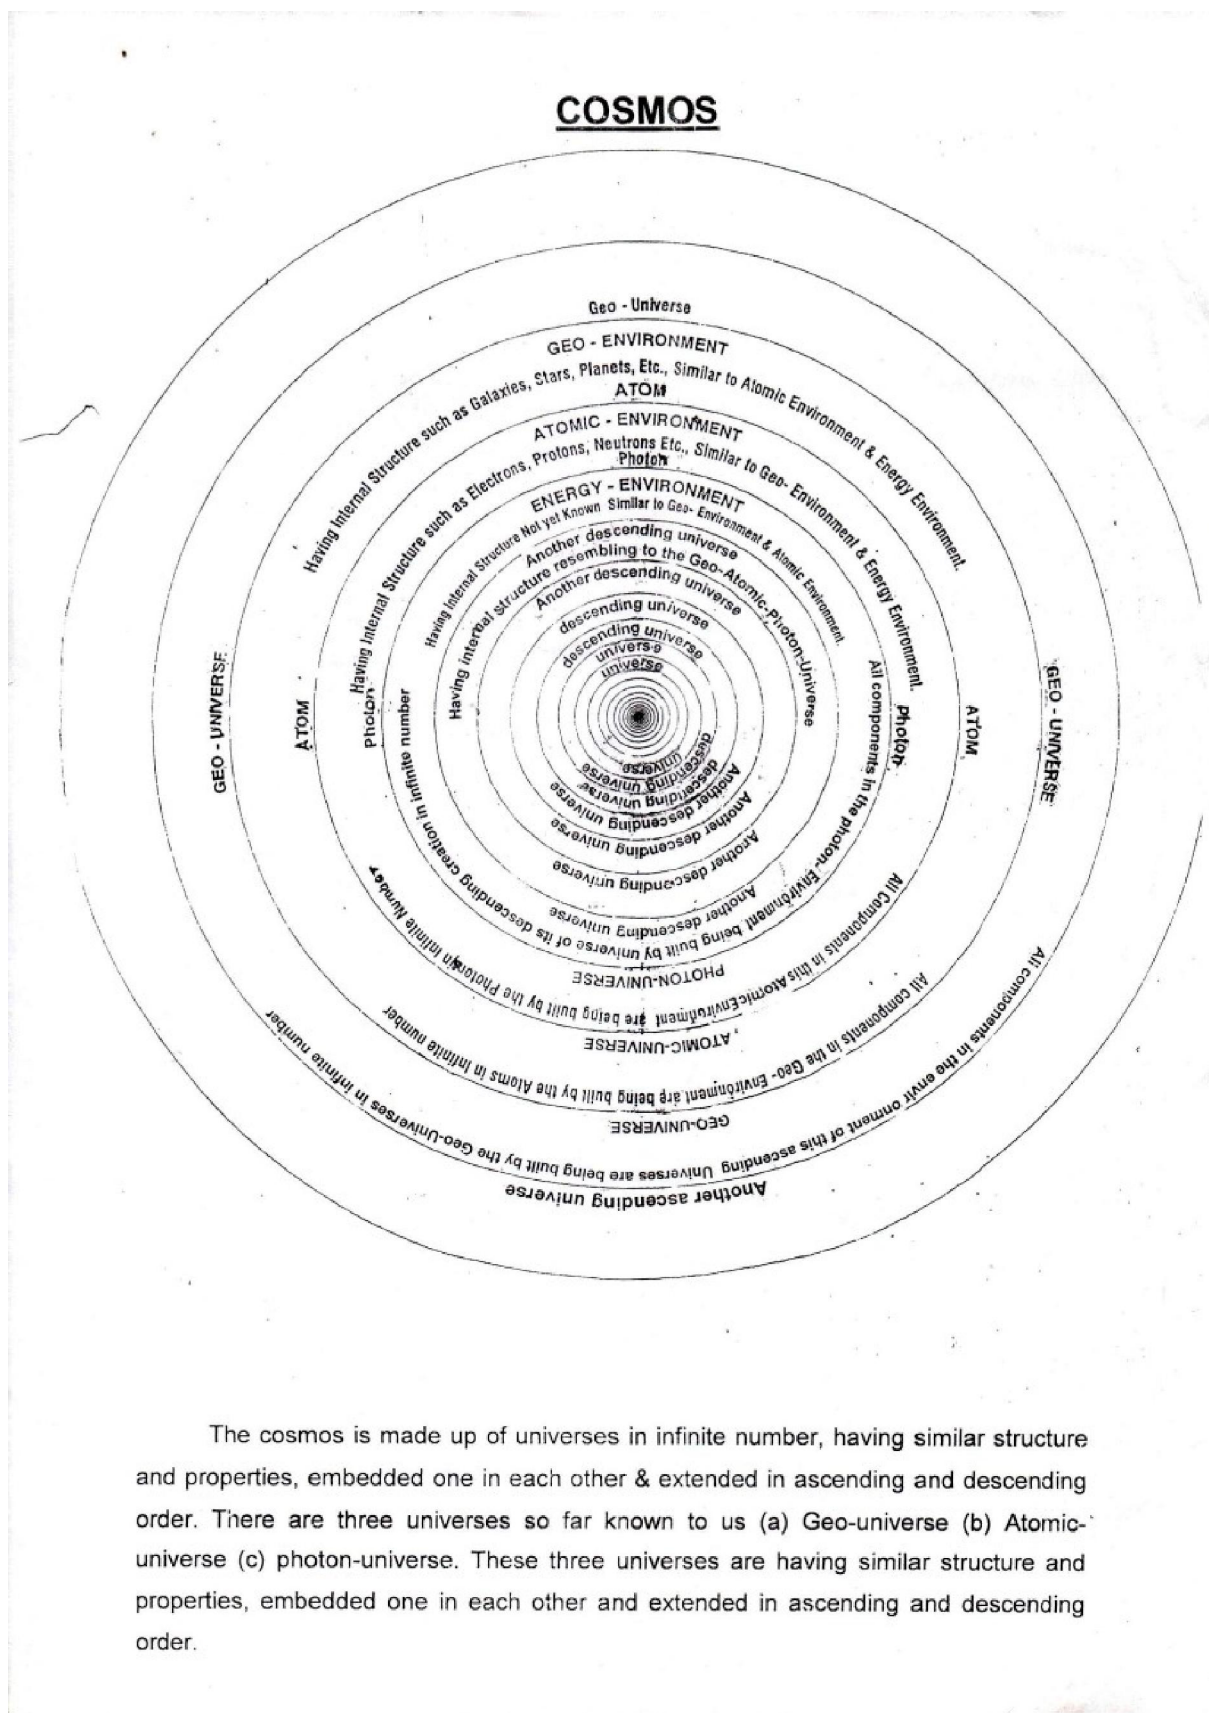 COSMOS
Geo - Universe
GEO - ENVIRONMENT
Having Internal Structure such as Galaxies, Stars, Planets, Etc., Similar to Atomic Environment & Energy Environment.
ATOM
ATOMIC - ENVIRONMENT
Having Internal Structure such as Electrons, Protons, Neutrons Etc., Similar to Geo- Environment & Energy Environment.
Photon
ENERGY - ENVIRONMENT
Having Internal Structure Not yet Known Similar to Geo- Environment & Atomic Environment.
Another descending universe
Having internal structure resembling to the Geo-Atomic-Photon-Universe
Another descending universe
descending universe
descending universe
universe
universe
GEO - UNIVERSE
ATOM
Photon
Photon
ATOM
GEO - UNIVERSE
universe
descending universe
descending universe
Another descending universe
Another descending universe
Another descending universe
Another descending universe
All components in the photon- Environment being built by universe of its descending creation in infinite number
PHOTON-UNIVERSE
All Components in this Atomic Environment are being built by the Photons in Infinite Number
ATOMIC-UNIVERSE
All components in the Geo - Environment are being built by the Atoms in Infinite number
GEO-UNIVERSE
All components in the envir onment of this ascending Universes are being built by the Geo-Universes in infinite number
Another ascending universe
The cosmos is made up of universes in infinite number, having similar structure
and properties, embedded one in each other & extended in ascending and descending
order. There are three universes so far known to us (a) Geo-universe (b) Atomic-
universe (c) photon-universe. These three universes are having similar structure and
properties, embedded one in each other and extended in ascending and descending
order.